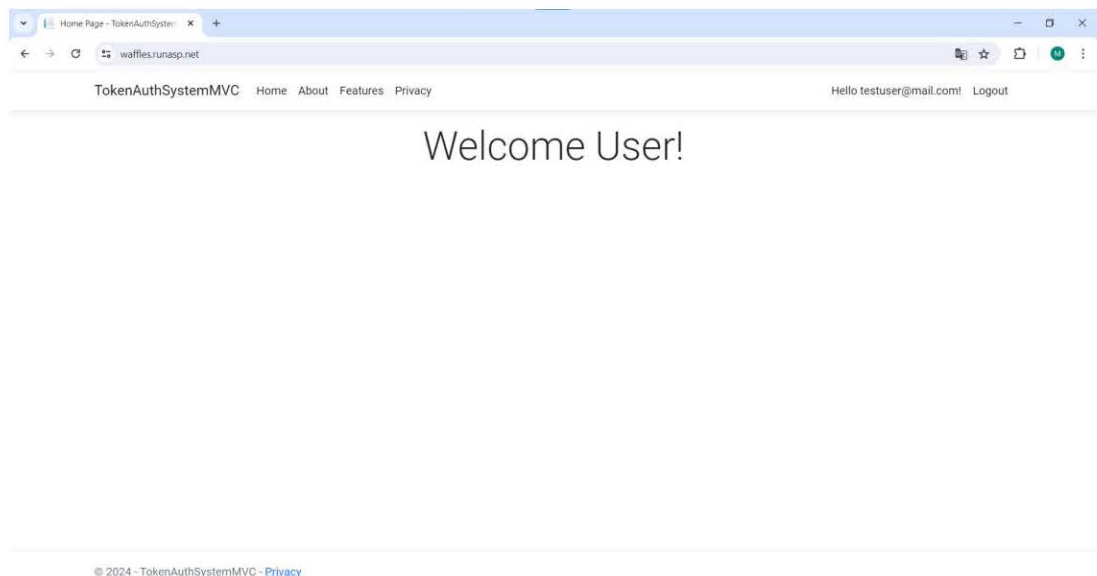 Home Page - TokenAuthSystem
waffles.runasp.net
M
TokenAuthSystemMVC Home About Features Privacy Hello testuser@mail.com! Logout
Welcome User!
© 2024 - TokenAuthSystemMVC - Privacy